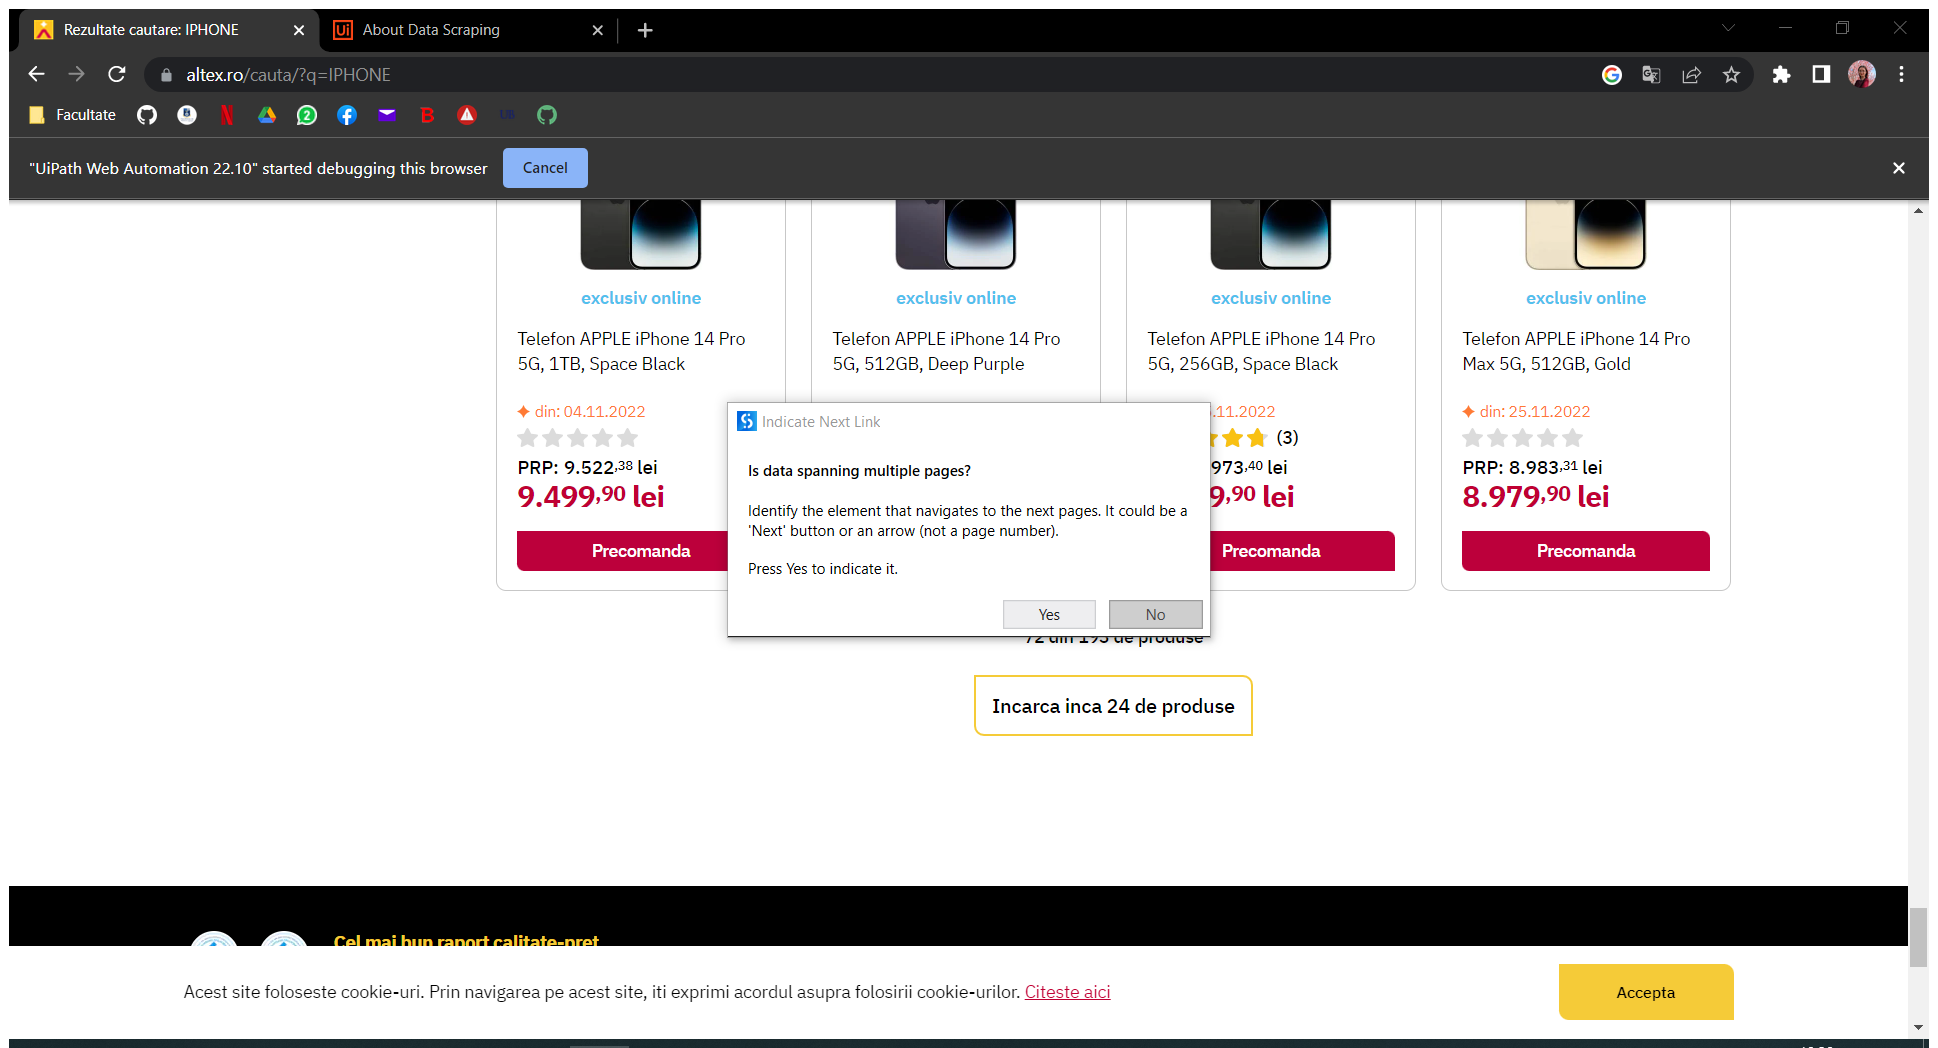 Rezultate cautare: IPHONE
Ui About Data Scraping
altex.ro/cauta/?q=IPHONE
Facultate
"UiPath Web Automation 22.10" started debugging this browser
Cancel
exclusiv online
exclusiv online
exclusiv online
exclusiv online
Telefon APPLE iPhone 14 Pro
5G, 1TB, Space Black
Telefon APPLE iPhone 14 Pro
5G, 512GB, Deep Purple
Telefon APPLE iPhone 14 Pro
5G, 256GB, Space Black
Telefon APPLE iPhone 14 Pro
Max 5G, 512GB, Gold
din: 04.11.2022
.11.2022
din: 25.11.2022
(3)
PRP: 9.522,38 lei
9.499,90 lei
973,40 lei
9,90 lei
PRP: 8.983,31 lei
8.979,90 lei
Precomanda
Precomanda
Precomanda
Indicate Next Link
Is data spanning multiple pages?
Identify the element that navigates to the next pages. It could be a
'Next' button or an arrow (not a page number).
Press Yes to indicate it.
Yes
No
72 din 193 de produse
Incarca inca 24 de produse
Cel mai bun raport calitate-pret
Acest site foloseste cookie-uri. Prin navigarea pe acest site, iti exprimi acordul asupra folosirii cookie-urilor. Citeste aici
Accepta